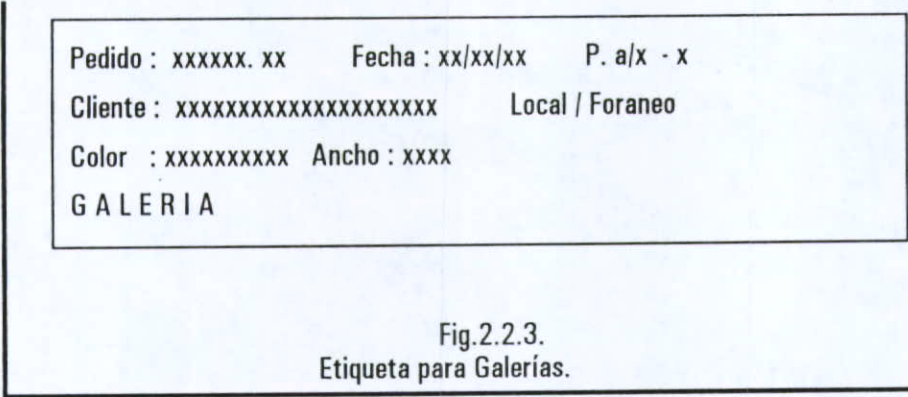 Pedido : xxxxxx. xx Fecha : xx/xx/xx P. a/x - x
Cliente : xxxxxxxxxxxxxxxxxxxxx Local / Foraneo
Color : xxxxxxxxxx Ancho : xxxx
G A L E R I A
Fig.2.2.3.
Etiqueta para Galerías.